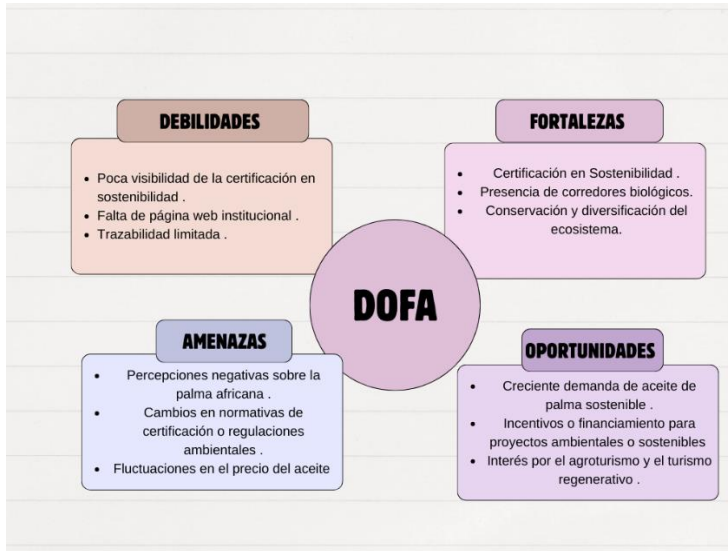 DEBILIDADES
• Poca visibilidad de la certificación en
sostenibilidad .
• Falta de página web institucional .
• Trazabilidad limitada .
FORTALEZAS
• Certificación en Sostenibilidad .
• Presencia de corredores biológicos.
• Conservación y diversificación del
ecosistema.
DOFA
AMENAZAS
• Percepciones negativas sobre la
palma africana .
• Cambios en normativas de
certificación o regulaciones
ambientales .
• Fluctuaciones en el precio del aceite
OPORTUNIDADES
• Creciente demanda de aceite de
palma sostenible .
• Incentivos o financiamiento para
proyectos ambientales o sostenibles
• Interés por el agroturismo y el turismo
regenerativo .